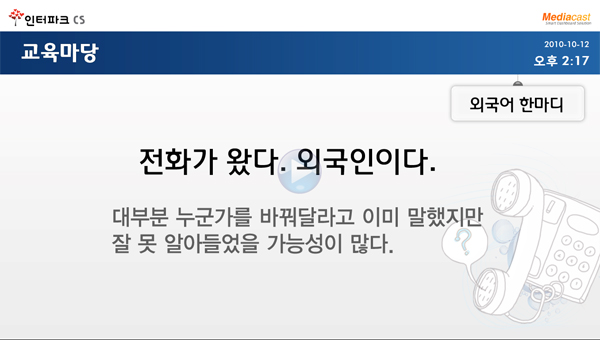 인터파크 CS
Mediacast
Smart Dashboard Solution
교육마당
2010-10-12
오후 2:17
외국어 한마디
전화가 왔다. 외국인이다.
대부분 누군가를 바꿔달라고 이미 말했지만
잘 못 알아들었을 가능성이 많다.
?